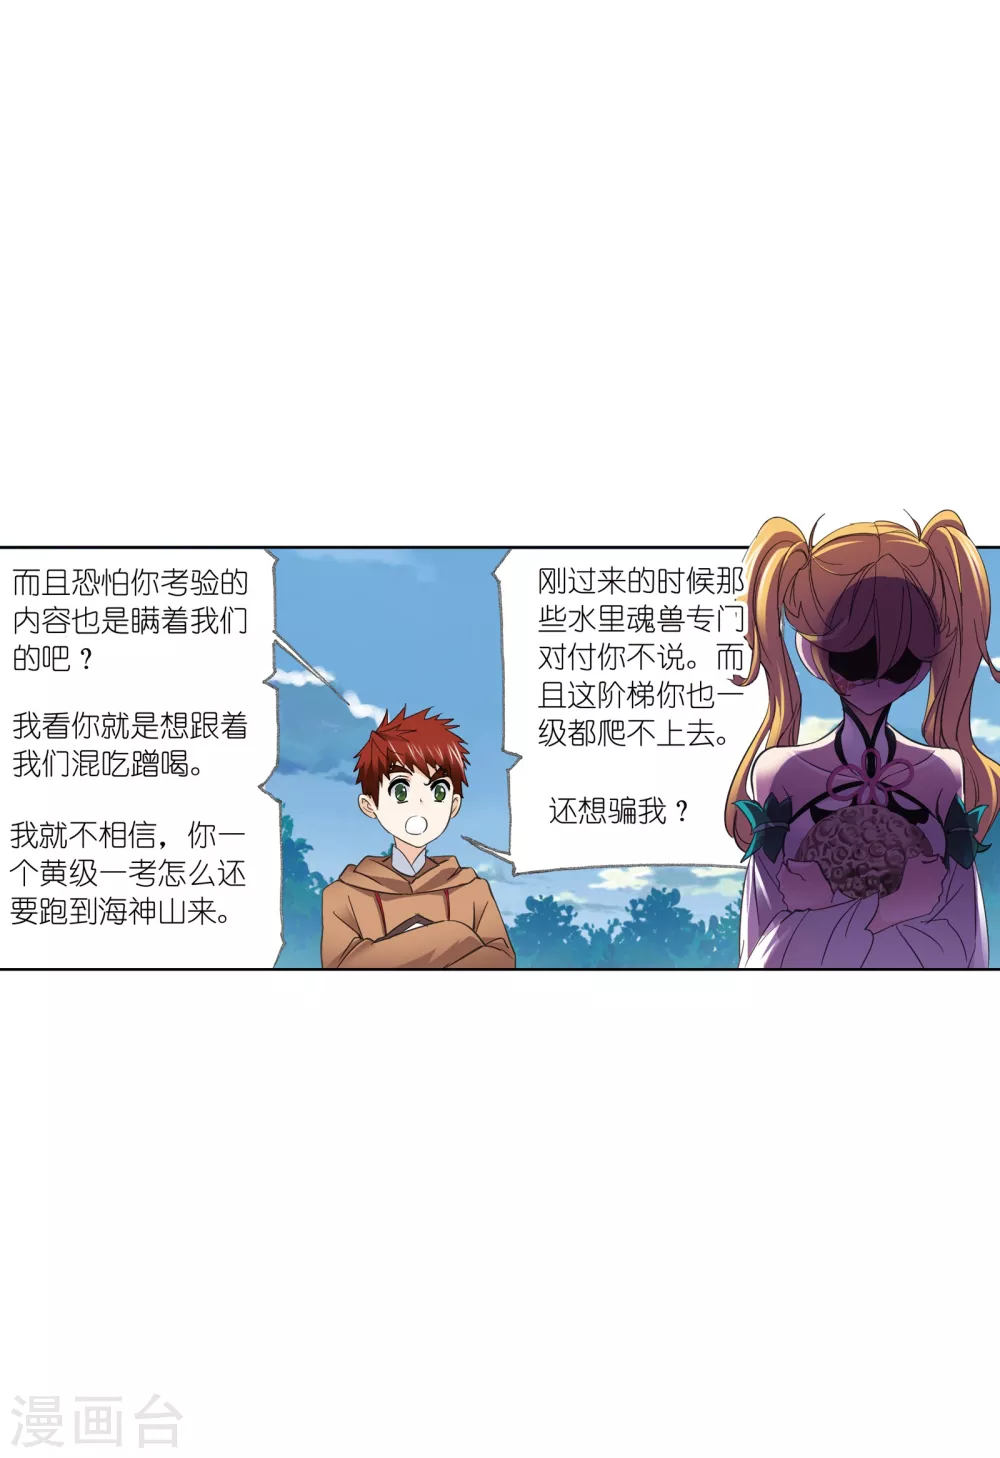 而且恐怕你考验的
内容也是瞒着我们
的吧？
我看你就是想跟着
我们混吃蹭喝。
我就不相信，你一
个黄级一考怎么还
要跑到海神山来。
刚过来的时候那
些水里魂兽专门
对付你不说。而
且这阶梯你也一
级都爬不上去。
还想骗我？
漫画台